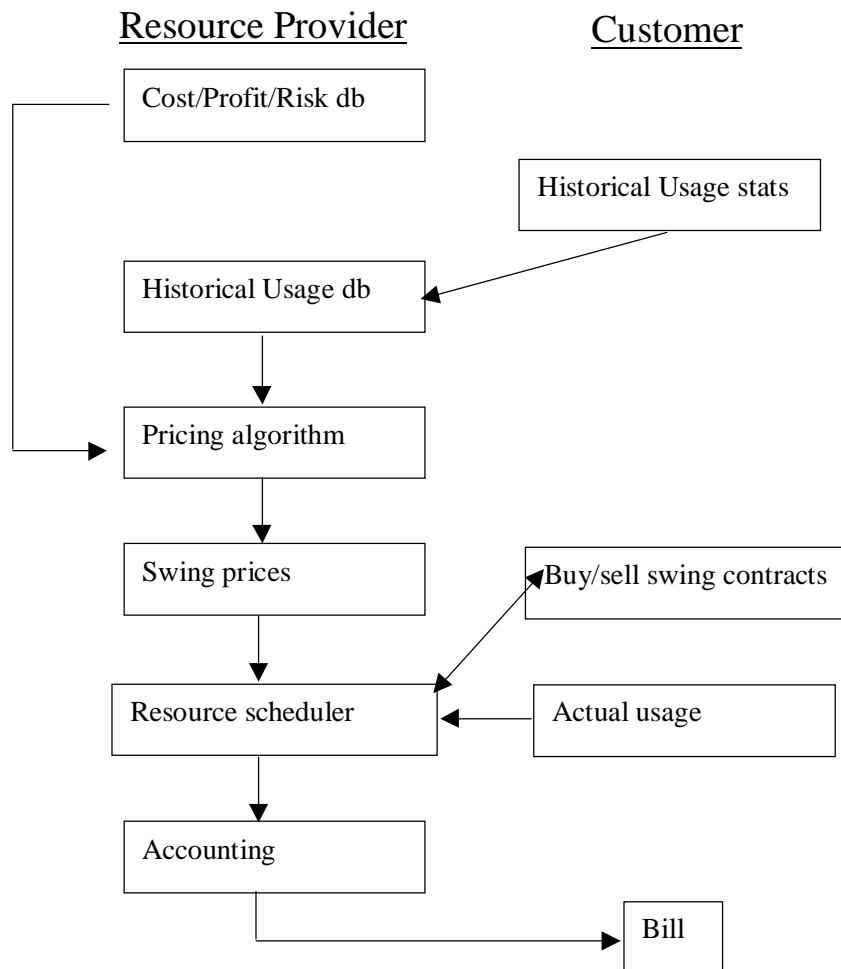 Resource Provider
Customer
Cost/Profit/Risk db
Historical Usage stats
Historical Usage db
Pricing algorithm
Swing prices
Buy/sell swing contracts
Resource scheduler
Actual usage
Accounting
Bill